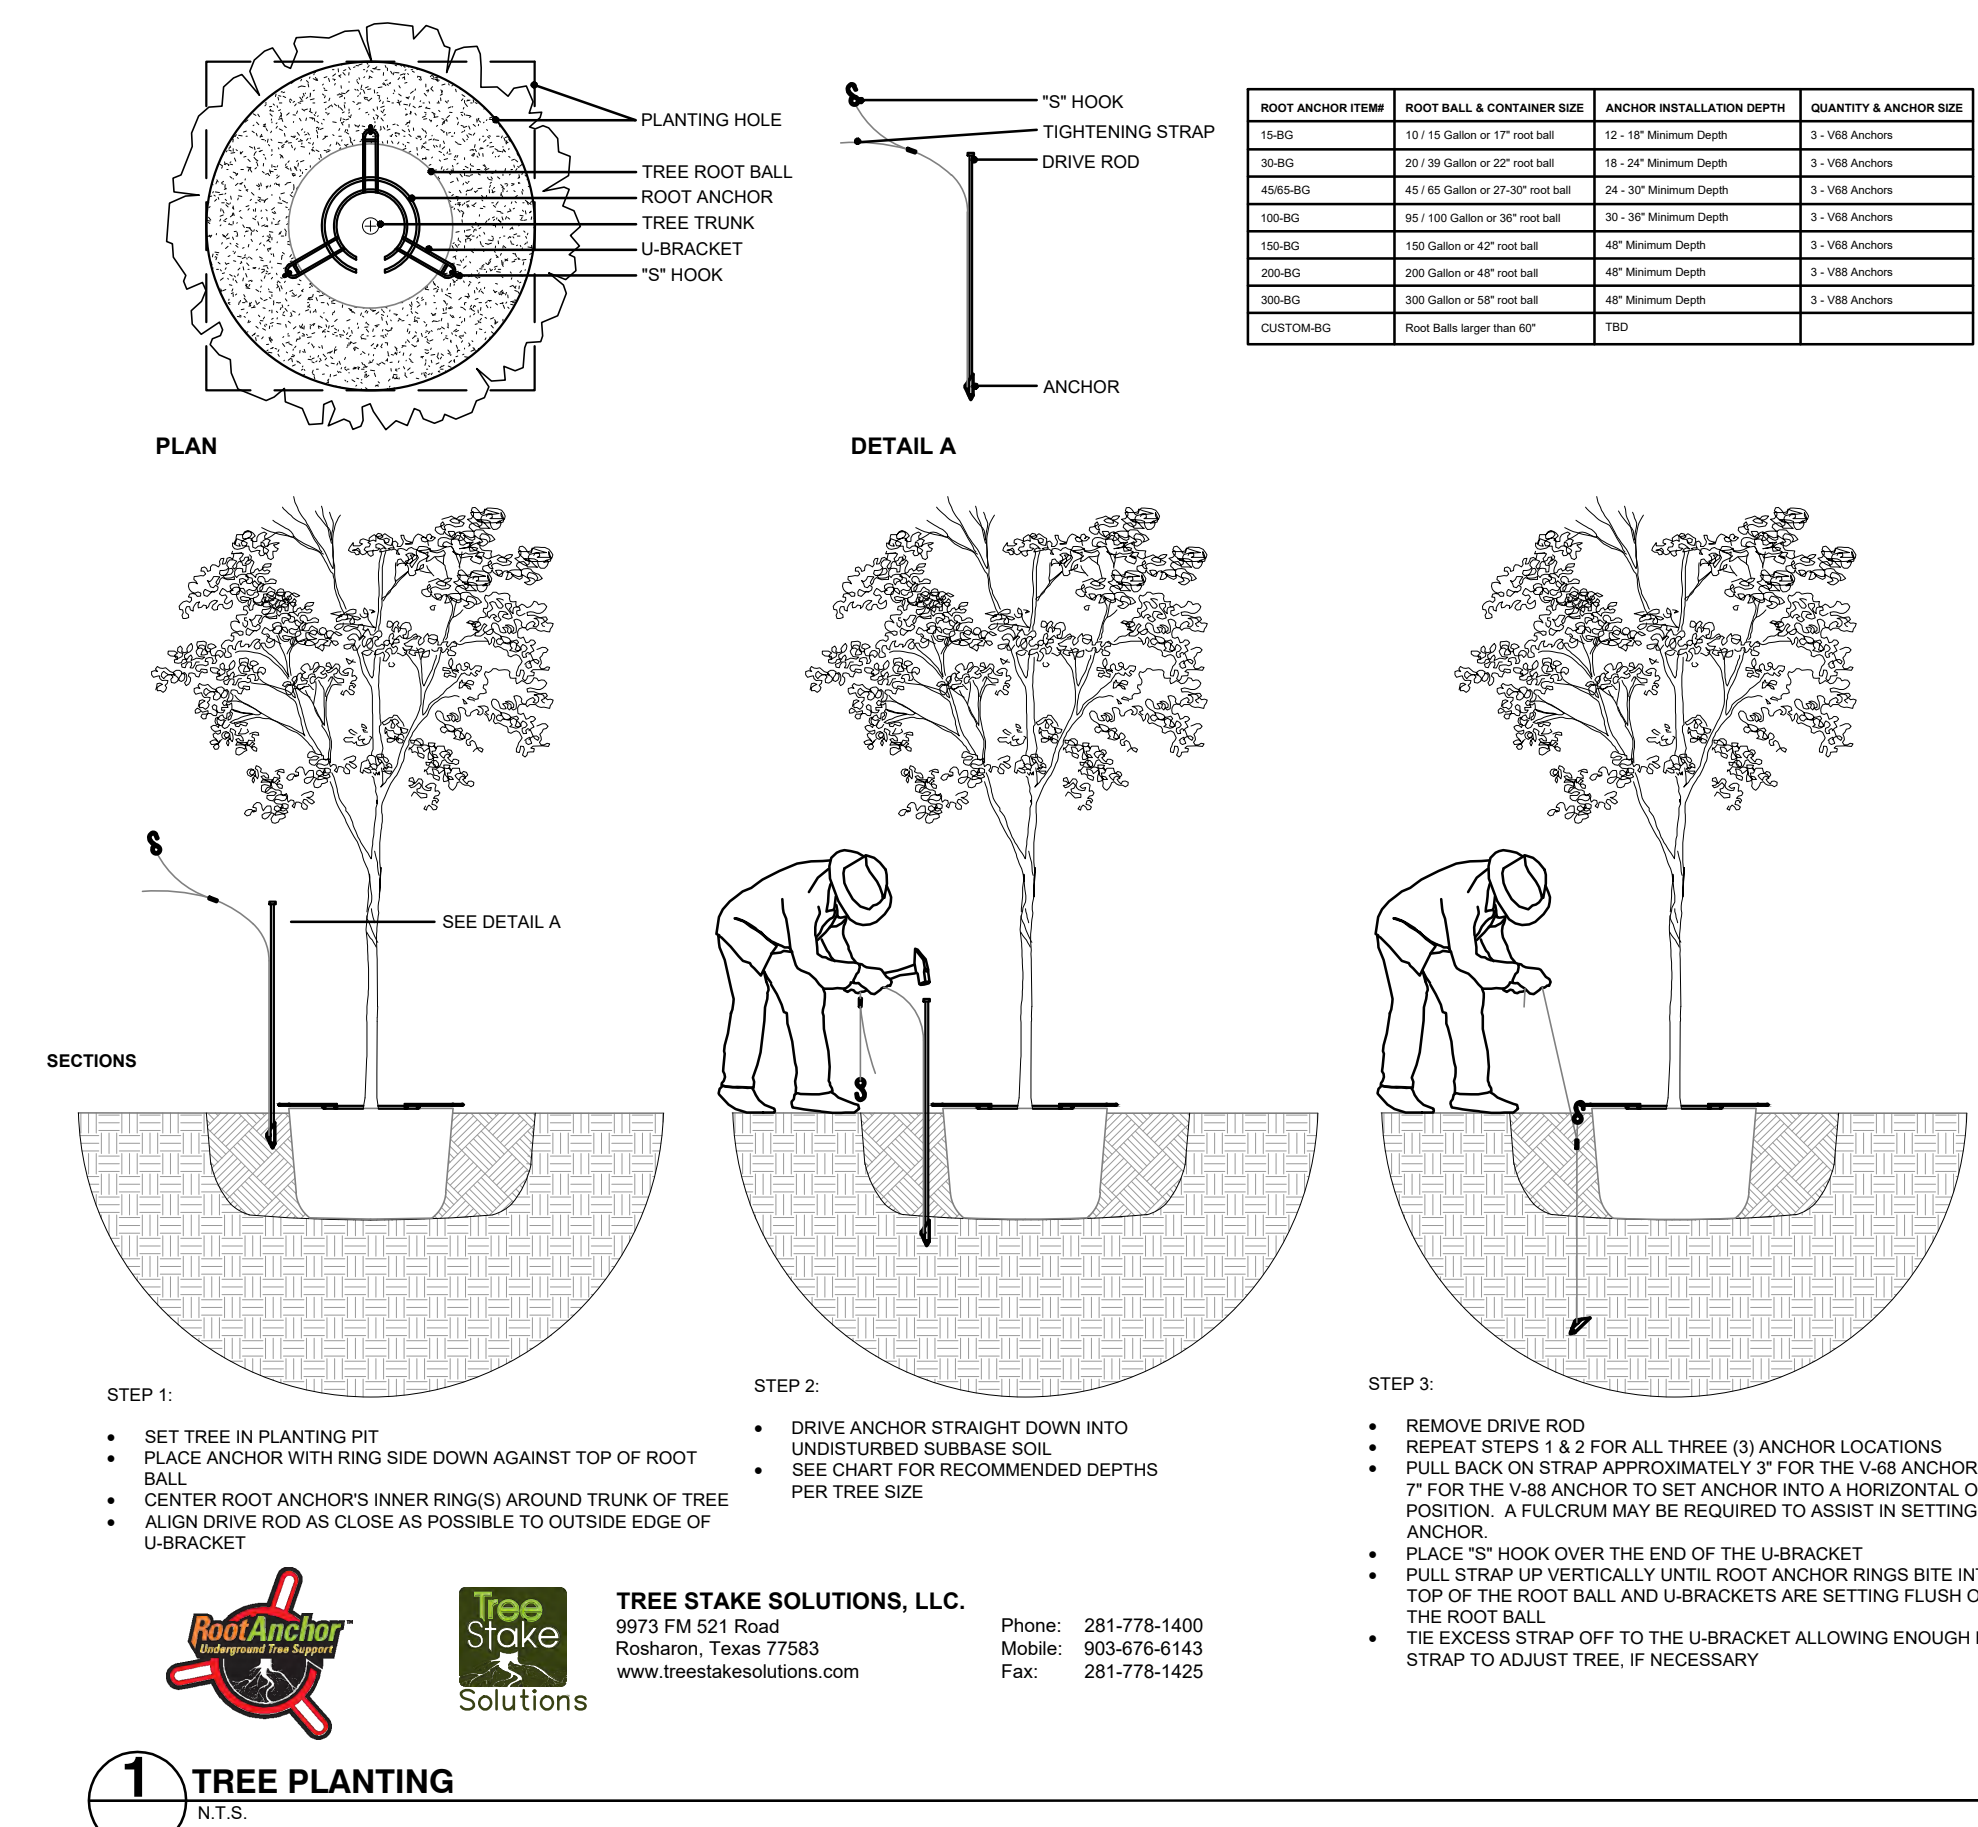 PLANTING HOLE
TREE ROOT BALL
ROOT ANCHOR
TREE TRUNK
U-BRACKET
"S" HOOK
PLAN
"S" HOOK
TIGHTENING STRAP
DRIVE ROD
ANCHOR
DETAIL A
ROOT ANCHOR ITEM# ROOT BALL & CONTAINER SIZE ANCHOR INSTALLATION DEPTH QUANTITY & ANCHOR SIZE
15-BG 10 / 15 Gallon or 17" root ball 12 - 18" Minimum Depth 3 - V68 Anchors
30-BG 20 / 39 Gallon or 22" root ball 18 - 24" Minimum Depth 3 - V68 Anchors
45/65-BG 45 / 65 Gallon or 27-30" root ball 24 - 30" Minimum Depth 3 - V68 Anchors
100-BG 95 / 100 Gallon or 36" root ball 30 - 36" Minimum Depth 3 - V68 Anchors
150-BG 150 Gallon or 42" root ball 48" Minimum Depth 3 - V68 Anchors
200-BG 200 Gallon or 48" root ball 48" Minimum Depth 3 - V88 Anchors
300-BG 300 Gallon or 58" root ball 48" Minimum Depth 3 - V88 Anchors
CUSTOM-BG Root Balls larger than 60" TBD
SEE DETAIL A
SECTIONS
STEP 1:
• SET TREE IN PLANTING PIT
• PLACE ANCHOR WITH RING SIDE DOWN AGAINST TOP OF ROOT
BALL
• CENTER ROOT ANCHOR'S INNER RING(S) AROUND TRUNK OF TREE
• ALIGN DRIVE ROD AS CLOSE AS POSSIBLE TO OUTSIDE EDGE OF
U-BRACKET
STEP 2:
• DRIVE ANCHOR STRAIGHT DOWN INTO
UNDISTURBED SUBBASE SOIL
• SEE CHART FOR RECOMMENDED DEPTHS
PER TREE SIZE
STEP 3:
• REMOVE DRIVE ROD
• REPEAT STEPS 1 & 2 FOR ALL THREE (3) ANCHOR LOCATIONS
• PULL BACK ON STRAP APPROXIMATELY 3" FOR THE V-68 ANCHOR
7" FOR THE V-88 ANCHOR TO SET ANCHOR INTO A HORIZONTAL
POSITION. A FULCRUM MAY BE REQUIRED TO ASSIST IN SETTING
ANCHOR.
• PLACE "S" HOOK OVER THE END OF THE U-BRACKET
• PULL STRAP UP VERTICALLY UNTIL ROOT ANCHOR RINGS BITE
TOP OF THE ROOT BALL AND U-BRACKETS ARE SETTING FLUSH
THE ROOT BALL
• TIE EXCESS STRAP OFF TO THE U-BRACKET ALLOWING ENOUGH
STRAP TO ADJUST TREE, IF NECESSARY
RootAnchor™
Underground Tree Support
Tree
Stake
Solutions
TREE STAKE SOLUTIONS, LLC.
9973 FM 521 Road
Rosharon, Texas 77583
www.treestakesolutions.com
Phone: 281-778-1400
Mobile: 903-676-6143
Fax: 281-778-1425
1 TREE PLANTING
N.T.S.